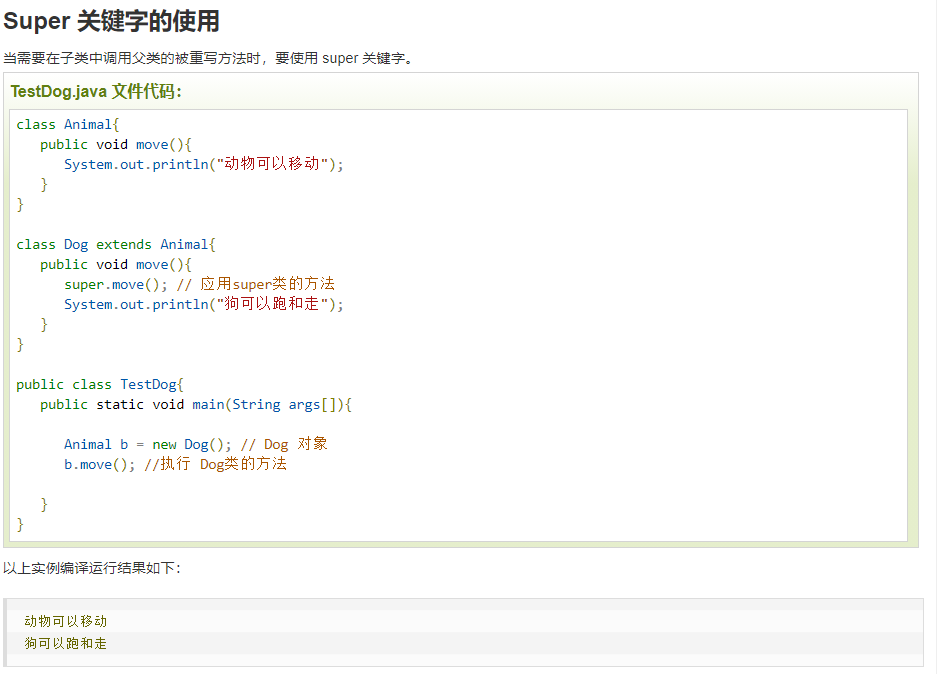 Super 关键字的使用
当需要在子类中调用父类的被重写方法时，要使用 super 关键字。
TestDog.java 文件代码：
class Animal{
   public void move(){
      System.out.println("动物可以移动");
   }
}

class Dog extends Animal{
   public void move(){
      super.move(); // 应用super类的方法
      System.out.println("狗可以跑和走");
   }
}

public class TestDog{
   public static void main(String args[]){

      Animal b = new Dog(); // Dog 对象
      b.move(); //执行 Dog类的方法

   }
}
以上实例编译运行结果如下：
动物可以移动
狗可以跑和走